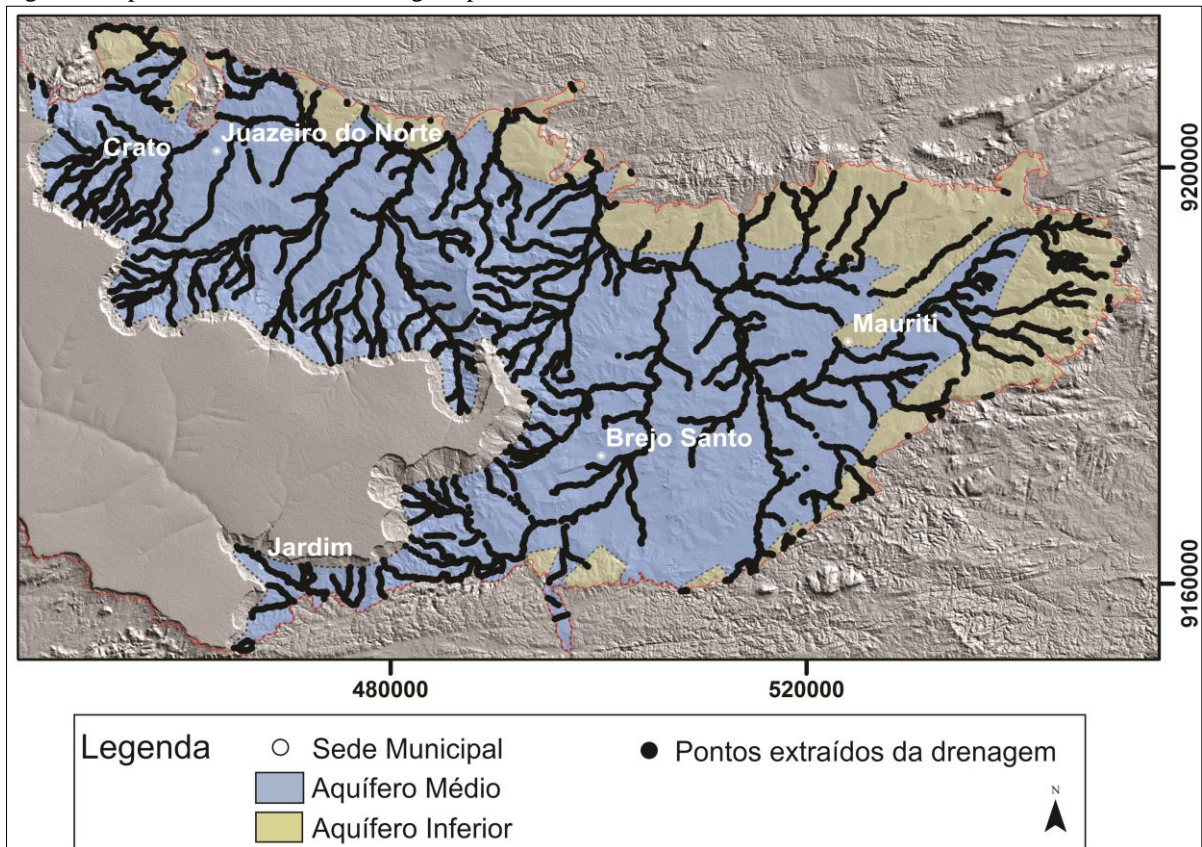 Crato
Juazeiro do Norte
Mauriti
Brejo Santo
Jardim
9200000
9160000
480000
520000
Legenda
Sede Municipal
Pontos extraídos da drenagem
Aquífero Médio
Aquífero Inferior
N